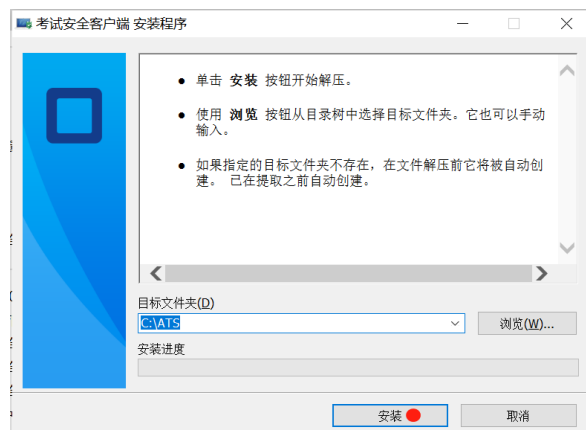 考试安全客户端 安装程序
● 单击 安装 按钮开始解压。
● 使用 浏览 按钮从目录树中选择目标文件夹。它也可以手动
输入。
● 如果指定的目标文件夹不存在，在文件解压前它将被自动创
建。 已在提取之前自动创建。
目标文件夹(D)
C:\ATS
浏览(W)...
安装进度
安装
取消